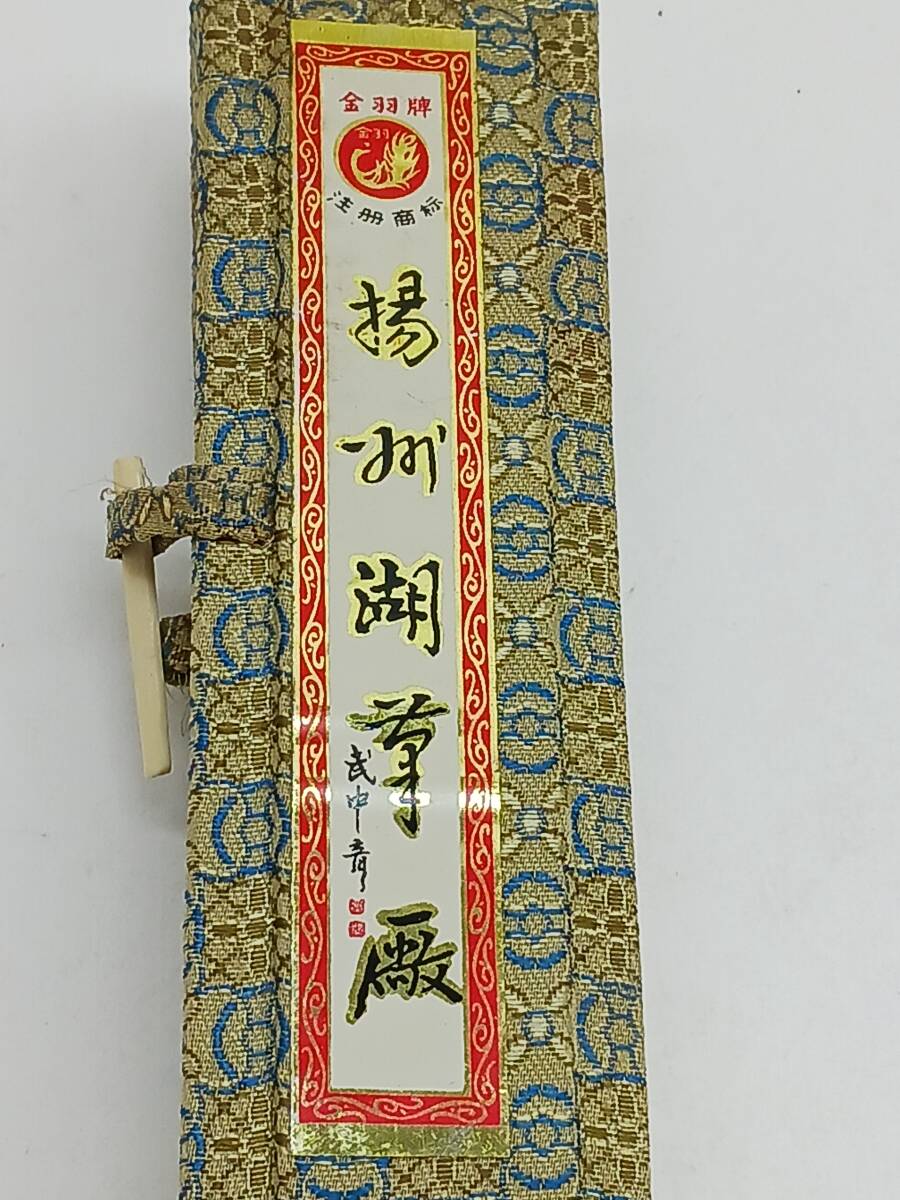 金羽牌
金羽
注册商标
揚州湖筆廠
武中奇